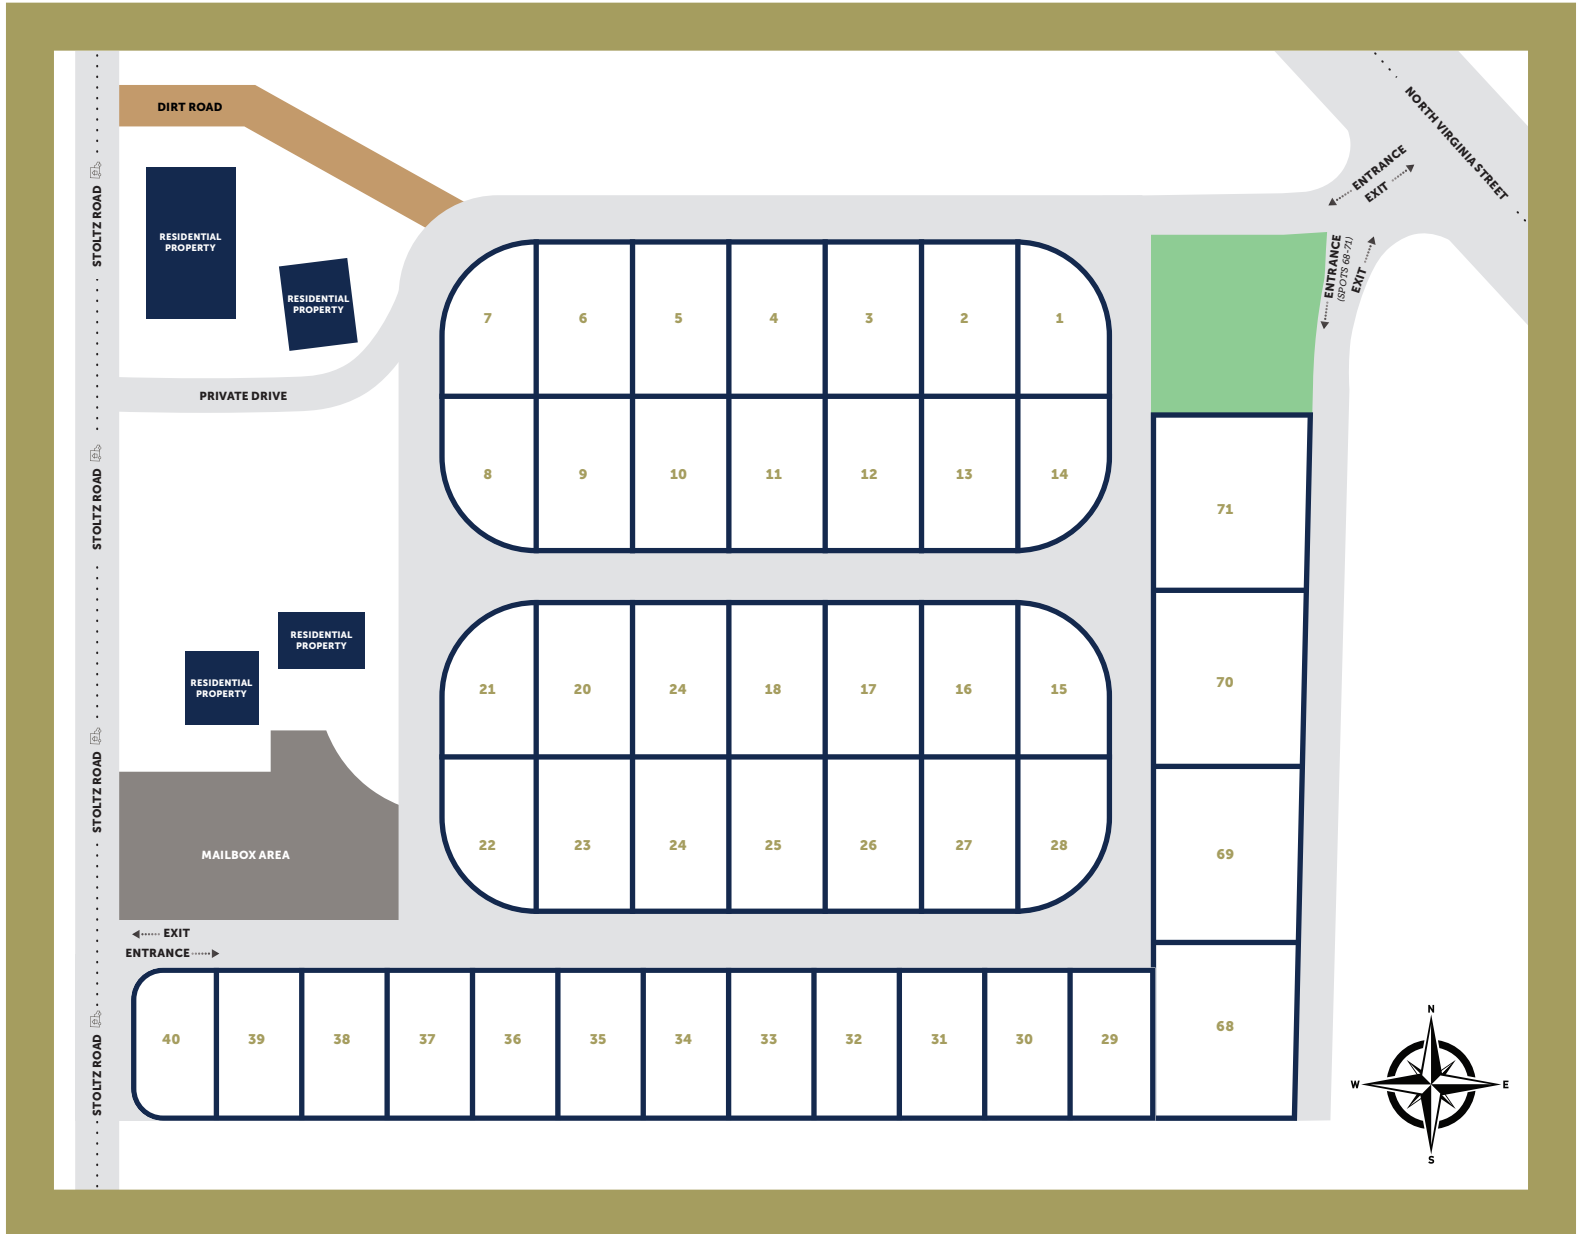 DIRT ROAD
NORTH VIRGINIA STREET
ENTRANCE
EXIT
ENTRANCE
(SPOTS 68-71)
EXIT
STOLTZ ROAD
RESIDENTIAL
PROPERTY
RESIDENTIAL
PROPERTY
PRIVATE DRIVE
7 6 5 4 3 2 1
8 9 10 11 12 13 14
STOLTZ ROAD
71
RESIDENTIAL
PROPERTY
RESIDENTIAL
PROPERTY
21 20 24 18 17 16 15
70
STOLTZ ROAD
MAILBOX AREA
22 23 24 25 26 27 28
69
EXIT
ENTRANCE
STOLTZ ROAD
40 39 38 37 36 35 34 33 32 31 30 29
68
N
W E
S